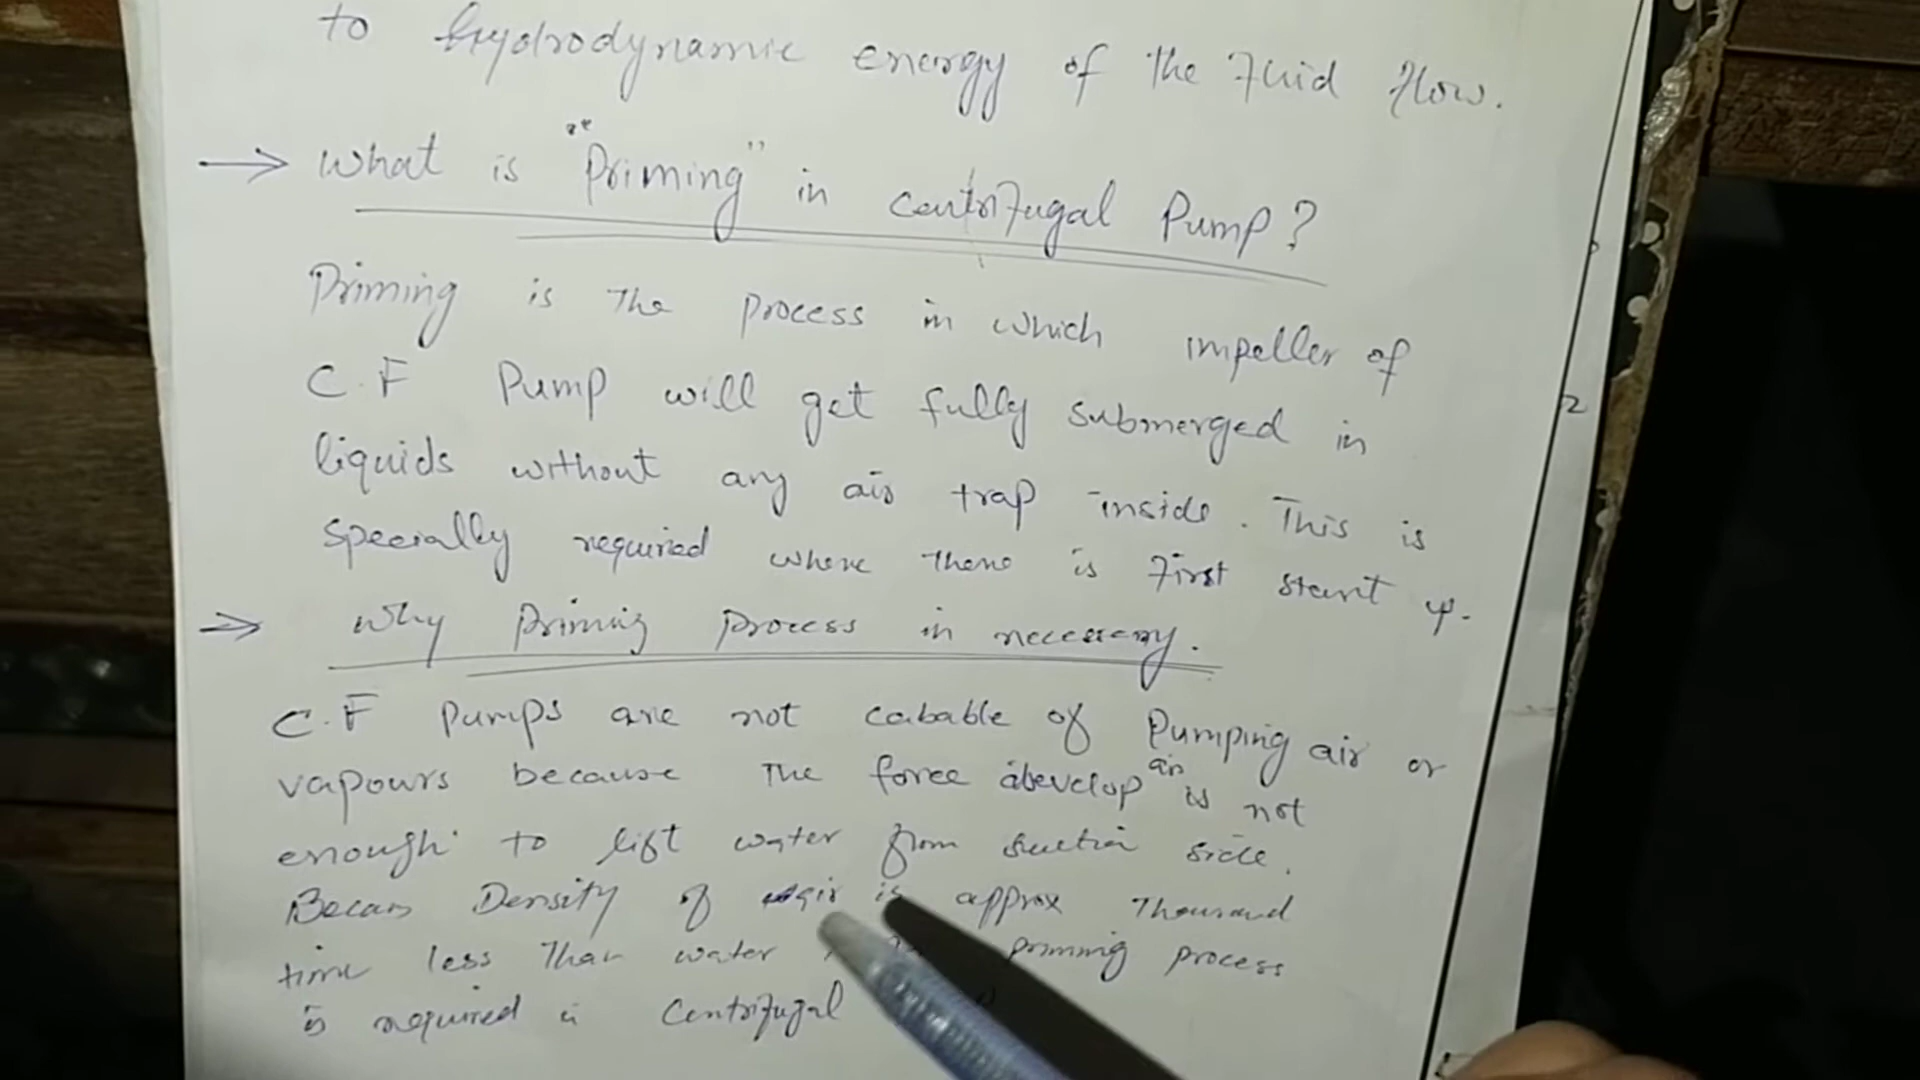 to hydrodynamic energy of the fluid flow.
→ What is "Priming" in centrifugal Pump?
Priming is the process in which impeller of
C.F Pump will get fully submerged in
liquids without any air trap inside. This is
specially required where there is first start up.
→ Why priming process in necessary.
C.F Pumps are not cabable of Pumping air or
vapours because the force develop in is not
enough to lift water from suction side.
Becaus Density of air is approx Thousand
time less than water priming process
is required in Centrifugal
2